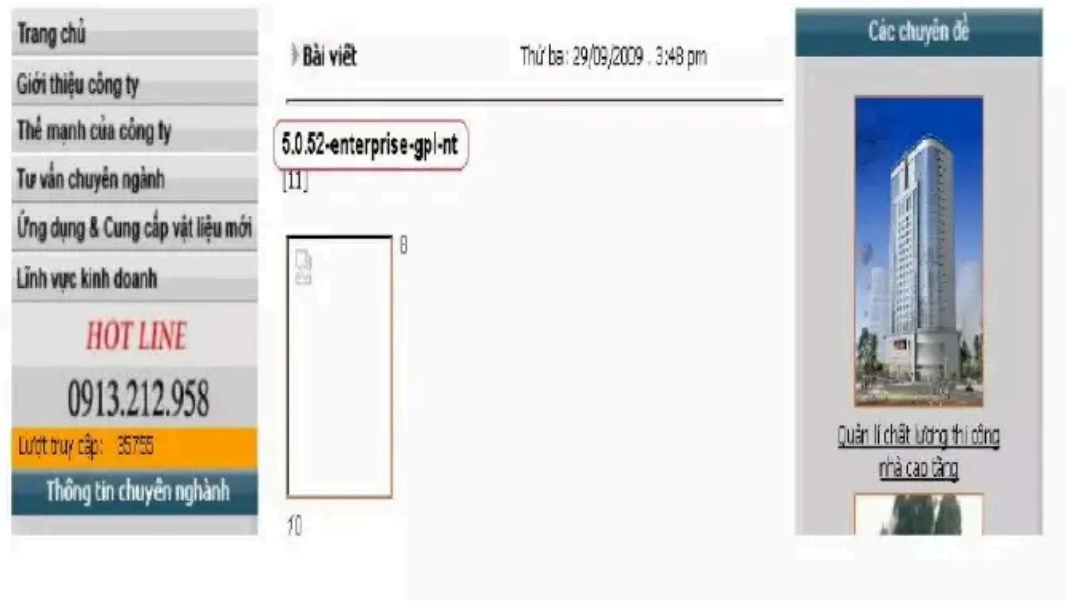 Trang chủ
Giới thiệu công ty
Thế mạnh của công ty
Tư vấn chuyên ngành
Ứng dụng & Cung cấp vật liệu mới
Lĩnh vực kinh doanh
HOT LINE
0913.212.958
Lượt truy cập: 35755
Thông tin chuyên nghành
Bài viết
Thứ ba: 29/09/2009 . 3:48 pm
5.0.52-enterprise-gpl-nt
[11]
8
10
Các chuyên đề
Quản lí chất lượng thi công
nhà cao tầng